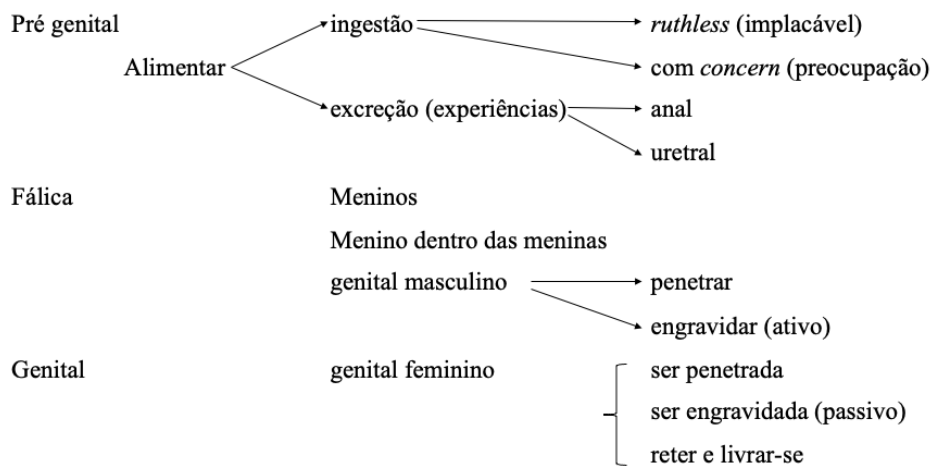 Pré genital ingestão ruthless (implacável)
Alimentar com concern (preocupação)
excreção (experiências) anal
uretral
Fálica Meninos
Menino dentro das meninas
genital masculino penetrar
engravidar (ativo)
Genital genital feminino ser penetrada
ser engravidada (passivo)
reter e livrar-se